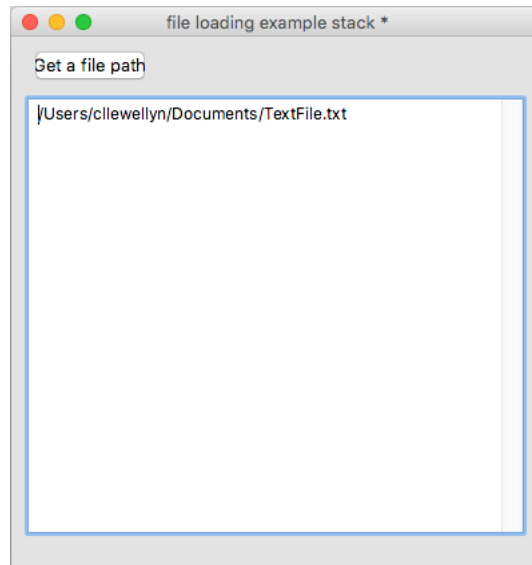 file loading example stack *
Get a file path
/Users/cllewellyn/Documents/TextFile.txt